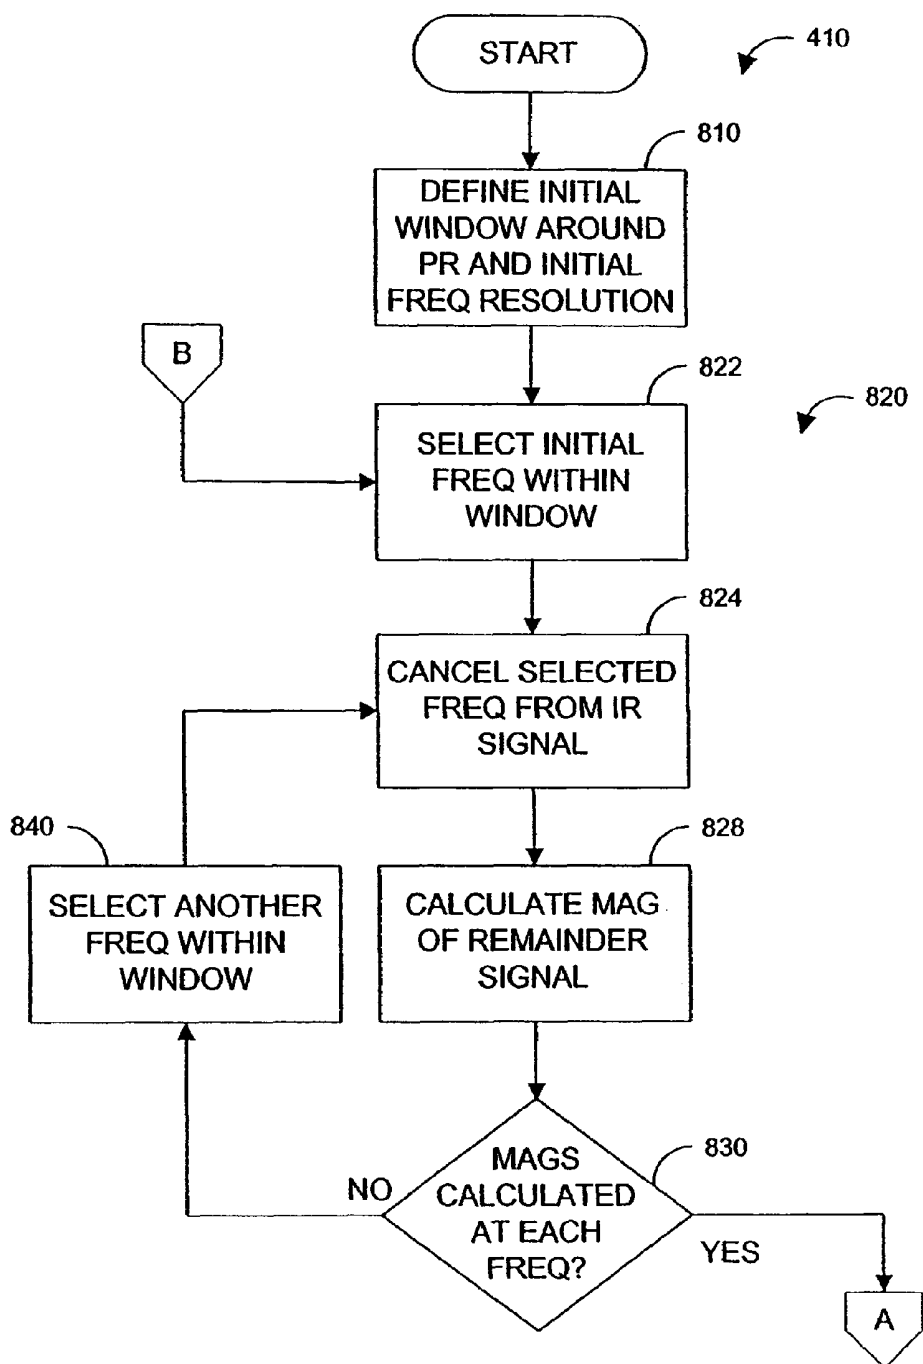 START
410
810
DEFINE INITIAL
WINDOW AROUND
PR AND INITIAL
FREQ RESOLUTION
B
822
820
SELECT INITIAL
FREQ WITHIN
WINDOW
824
CANCEL SELECTED
FREQ FROM IR
SIGNAL
840
828
SELECT ANOTHER
FREQ WITHIN
WINDOW
CALCULATE MAG
OF REMAINDER
SIGNAL
830
MAGS
CALCULATED
AT EACH
FREQ?
NO
YES
A